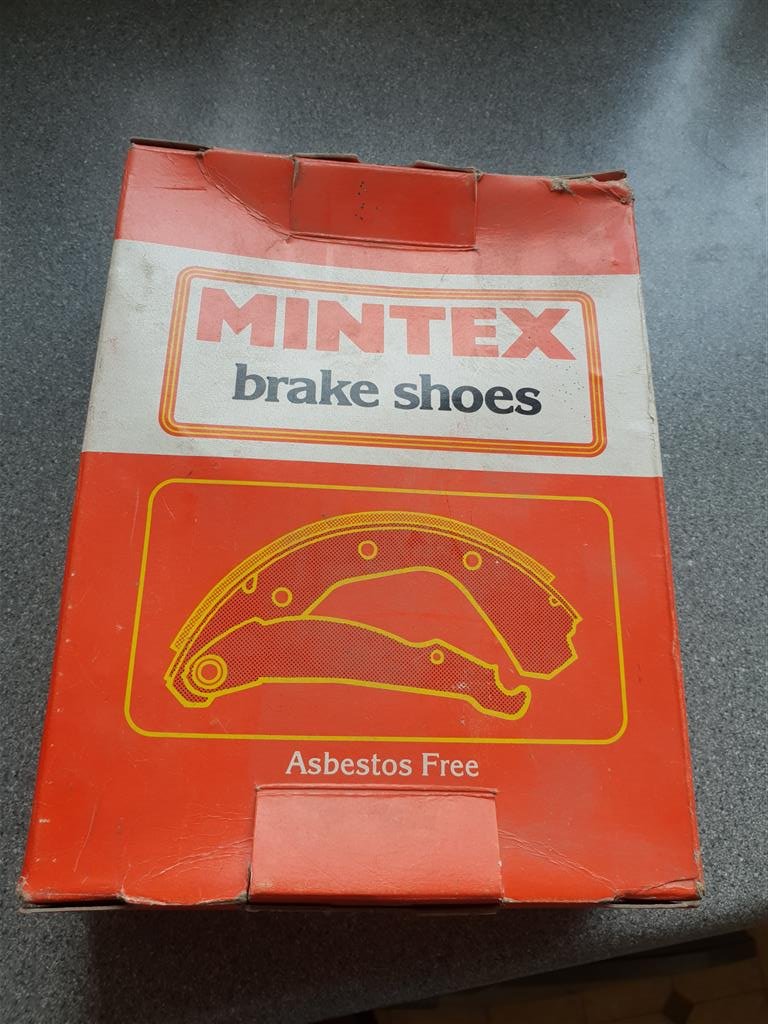 MINTEX
brake shoes
Asbestos Free